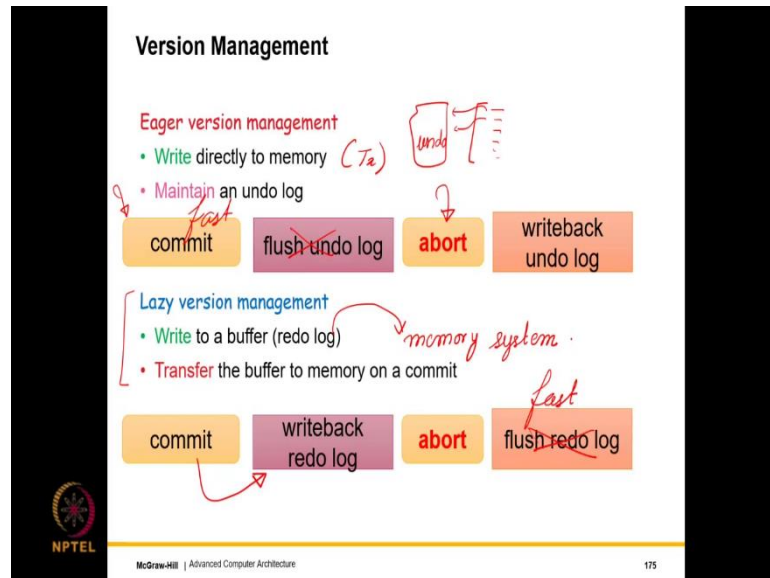 Version Management
Eager version management
• Write directly to memory (Tx)
undo
• Maintain an undo log
fast
commit flush undo log abort writeback undo log
Lazy version management
• Write to a buffer (redo log) memory system.
• Transfer the buffer to memory on a commit
fast
commit writeback redo log abort flush redo log
NPTEL
McGraw-Hill | Advanced Computer Architecture 175